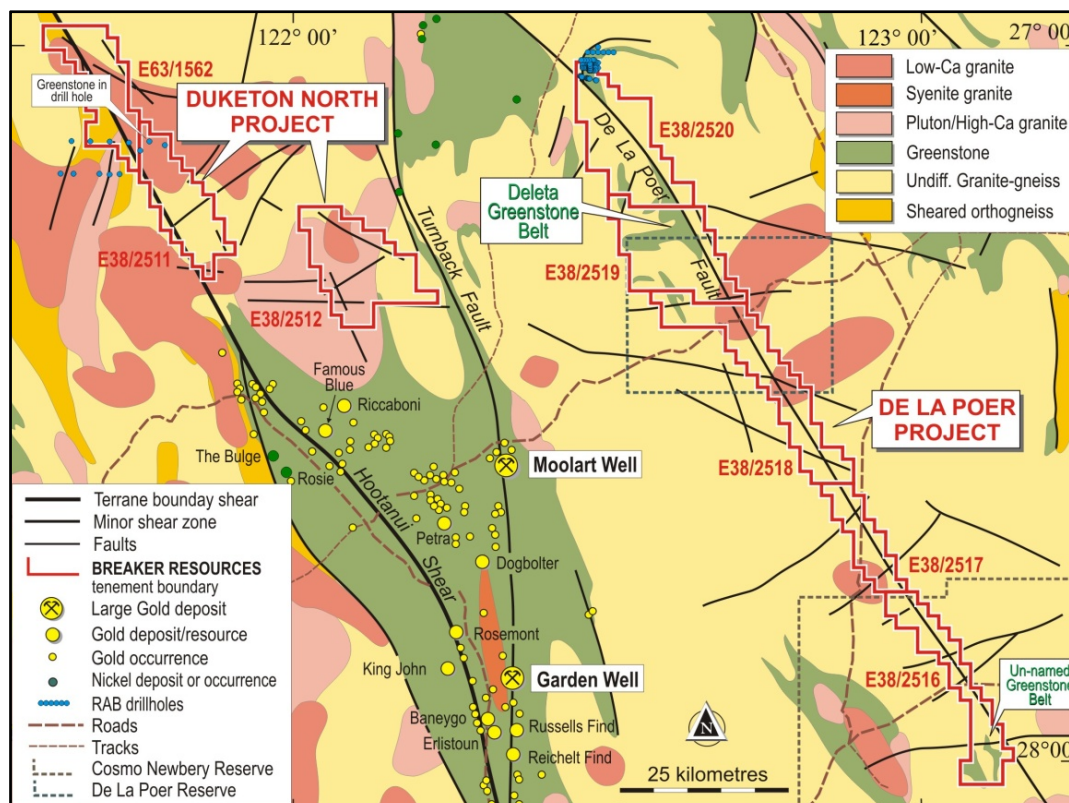 122 00'
123 00'
27 00'
E63/1562
Greenstone in
drill hole
DUKETON NORTH
PROJECT
E38/2511
E38/2512
Turnback Fault
De La Poer Fault
E38/2520
Deleta
Greenstone
Belt
E38/2519
Low-Ca granite
Syenite granite
Pluton/High-Ca granite
Greenstone
Undiff. Granite-gneiss
Sheared orthogneiss
Famous
Blue
Riccaboni
The Bulge
Rosie
Hootanui Shear
Moolart Well
Petra
Dogbolter
Rosemont
King John
Garden Well
Baneygo
Erlistoun
Russells Find
Reichelt Find
DE LA POER
PROJECT
E38/2518
E38/2517
E38/2516
Un-named
Greenstone
Belt
28°00'
N
25 kilometres
Terrane bounday shear
Minor shear zone
Faults
BREAKER RESOURCES
tenement boundary
Large Gold deposit
Gold deposit/resource
Gold occurrence
Nickel deposit or occurrence
RAB drillholes
Roads
Tracks
Cosmo Newbery Reserve
De La Poer Reserve